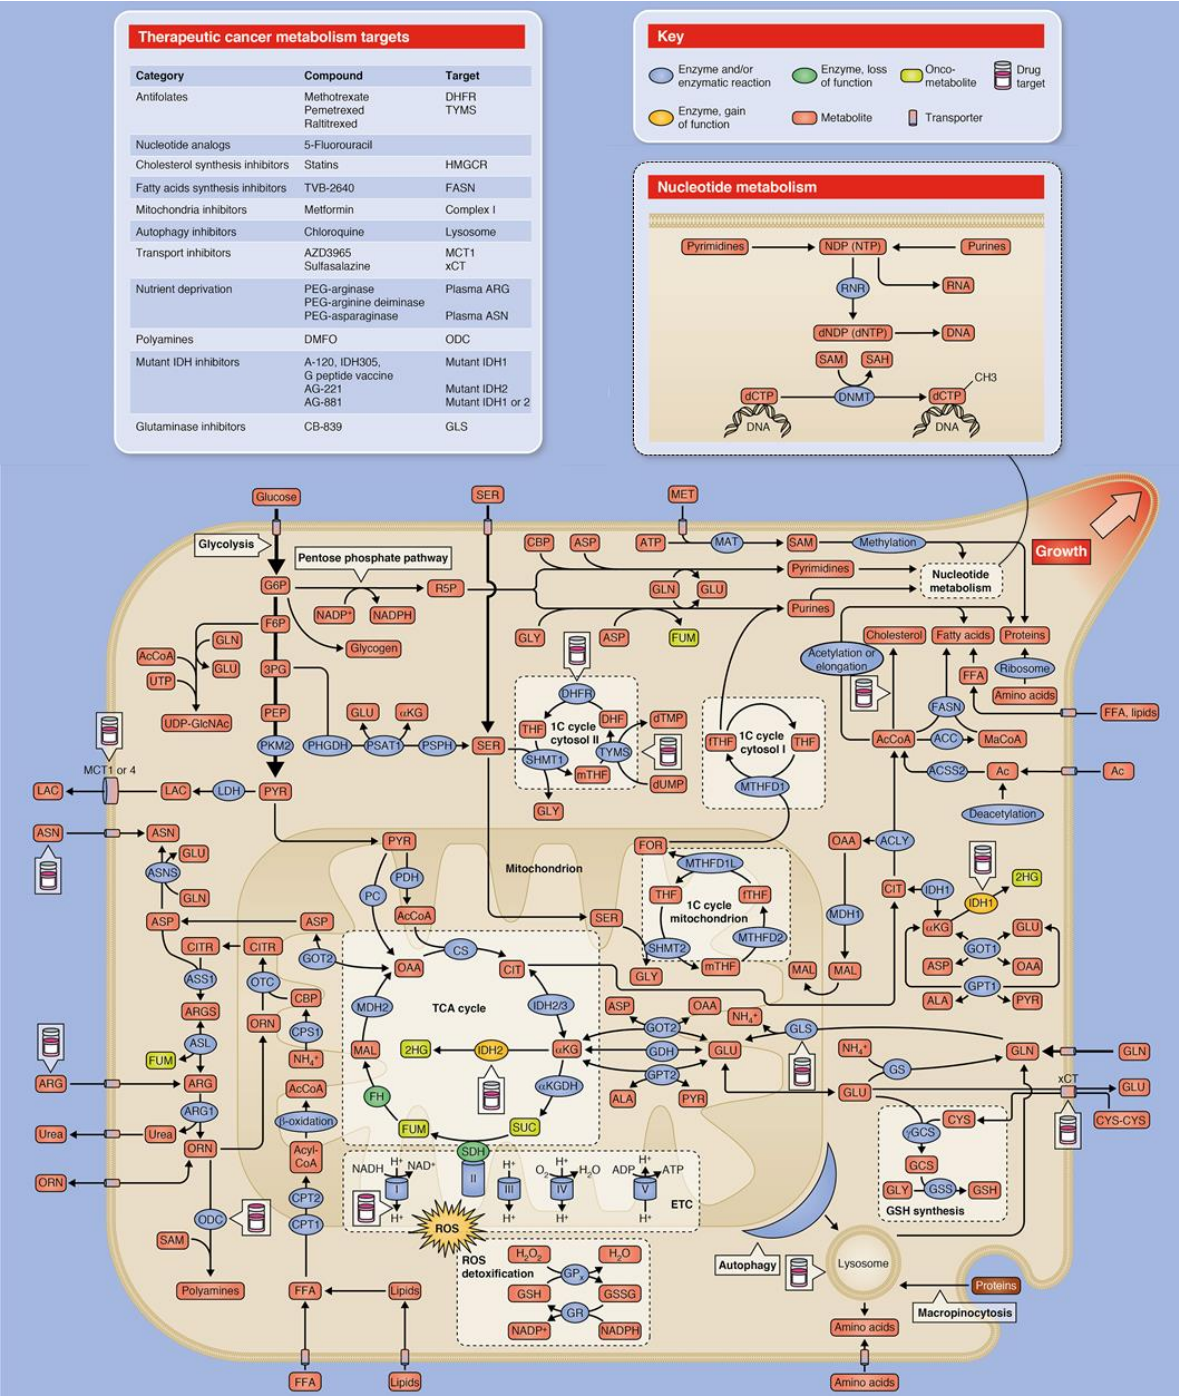 Therapeutic cancer metabolism targets
Category Compound Target
Antifolates Methotrexate DHFR
Pemetrexed TYMS
Raltitrexed
Nucleotide analogs 5-Fluorouracil
Cholesterol synthesis inhibitors Statins HMGCR
Fatty acids synthesis inhibitors TVB-2640 FASN
Mitochondria inhibitors Metformin Complex I
Autophagy inhibitors Chloroquine Lysosome
Transport inhibitors AZD3965 MCT1
Sulfasalazine xCT
Nutrient deprivation PEG-arginase Plasma ARG
PEG-arginine deiminase
PEG-asparaginase Plasma ASN
Polyamines DMFO ODC
Mutant IDH inhibitors A-120, IDH305, Mutant IDH1
G peptide vaccine
AG-221 Mutant IDH2
AG-881 Mutant IDH1 or 2
Glutaminase inhibitors CB-839 GLS
Key
Enzyme and/or
enzymatic reaction
Enzyme, loss
of function
Onco-
metabolite
Drug
target
Enzyme, gain
of function
Metabolite
Transporter
Nucleotide metabolism
Pyrimidines NDP (NTP) Purines
RNR RNA
dNDP (dNTP) DNA
SAM SAH
CH3
dCTP DNMT dCTP
DNA DNA
Glucose SER MET
Glycolysis
Pentose phosphate pathway
CBP ASP ATP MAT SAM Methylation
Growth
G6P R5P
NADP+ NADPH
Pyrimidines
GLN GLU
Nucleotide
metabolism
Purines
F6P
GLN
Glycogen
GLY ASP FUM
AcCoA
GLU
3PG
UTP
UDP-GlcNAc
Cholesterol Fatty acids Proteins
Acetylation or
elongation
Ribosome
FFA
Amino acids
FFA, lipids
FASN
DHFR
THF DHF dTMP
1C cycle
cytosol II
TYMS
SHMT1
mTHF
dUMP
GLY
fTHF
1C cycle
cytosol I
THF
MTHFD1
PEP
GLU αKG
PKM2 PHGDH PSAT1 PSPH SER
AcCoA ACC MaCoA
ACSS2 Ac Ac
Deacetylation
MCT1 or 4
LAC LAC LDH PYR
ASN ASN
GLU
ASNS
GLN
PYR
Mitochondrion
PDH
PC
AcCoA
FOR
MTHFD1L
THF fTHF
1C cycle
mitochondrion
SER
SHMT2
MTHFD2
GLY mTHF
OAA ACLY
CIT IDH1
IDH1
2HG
MDH1
αKG GLU
GOT1
ASP OAA
GPT1
ALA PYR
MAL MAL
ASP ASP
CITR CITR GOT2
ASS1 OTC
CBP
ARGS ORN
CPS1
ASL
NH4+
FUM
ARG ARG
AcCoA
ARG1
β-oxidation
Urea Urea
ORN
Acyl-
CoA
ORN
CPT2
CPT1
ODC
SAM
Polyamines
FFA Lipids
FFA Lipids
CS
OAA CIT
TCA cycle
MDH2
IDH2/3
MAL 2HG IDH2 αKG
αKGDH
FH
FUM SUC
SDH
ASP OAA
GOT2
NH4+
GLS
GDH GLU
GPT2
ALA PYR
NH4+
GS
GLN GLN
GLU
xCT
GLU
CYS-CYS
CYS
γGCS
GCS
GLY GSS GSH
GSH synthesis
NADH H+ NAD+ H+ O2 H+ H2O ADP H+ ATP
I II III IV V
H+ H+ H+ H+
ETC
ROS
ROS
detoxification
H2O2 H2O
GPx
GSH GSSG
GR
NADP+ NADPH
Autophagy
Lysosome
Proteins
Macropinocytosis
Amino acids
Amino acids